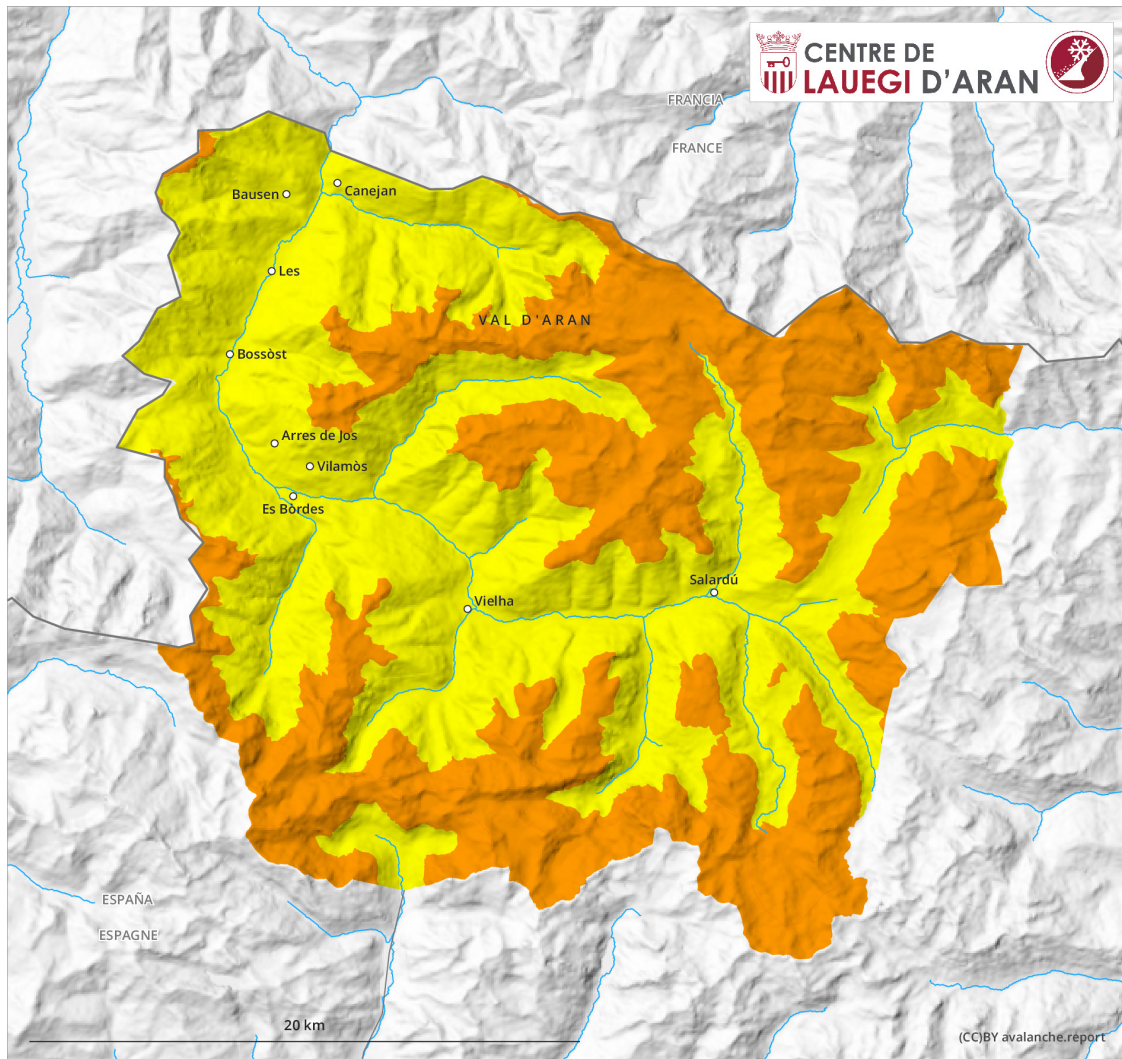 CENTRE DE
LAUEGI D'ARAN
FRANCIA
FRANCE
Bausen
Canejan
Les
VAL D'ARAN
Bossòst
Arres de Jos
Vilamòs
Es Bòrdes
Salardú
Vielha
ESPAÑA
ESPAGNE
20 km
(CC)BY avalanche.report